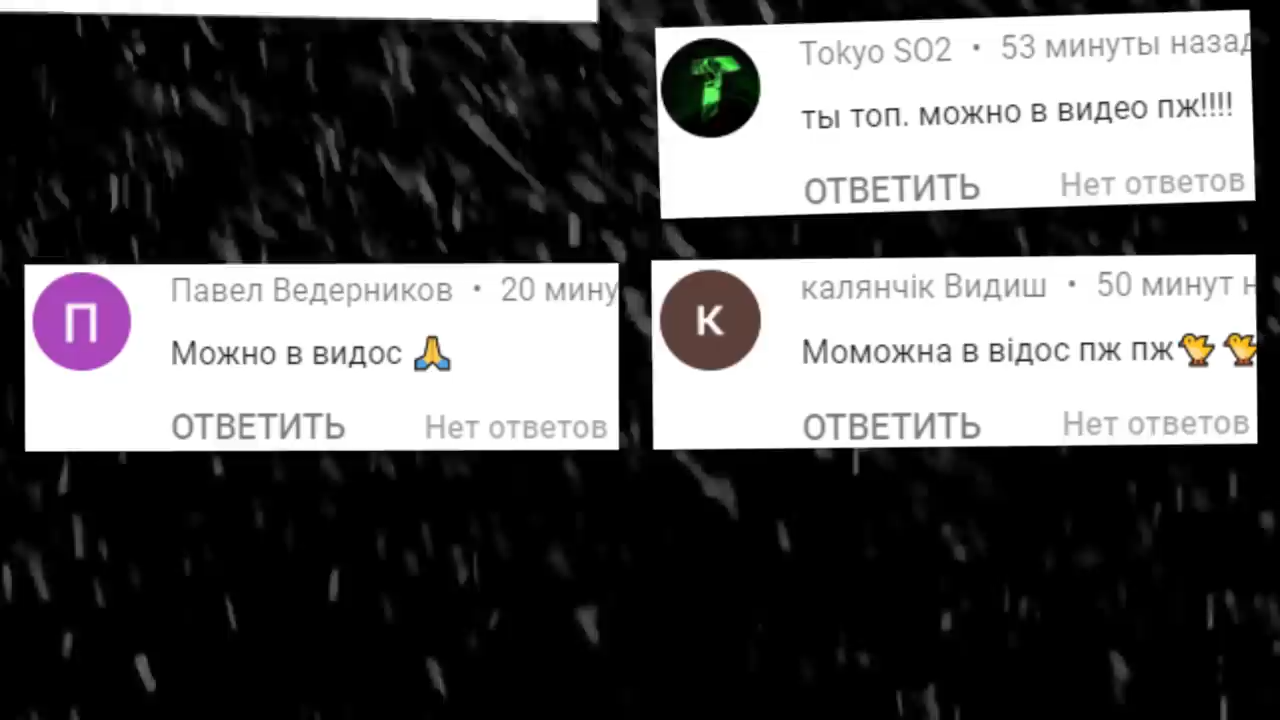 Tokyo SO2 • 53 минуты назад
ты топ. можно в видео пж!!!!
ОТВЕТИТЬ Нет ответов
П
Павел Ведерников • 20 мину
Можно в видос 🙏
ОТВЕТИТЬ Нет ответов
К
калянчік Видиш • 50 минут н
Моможна в відос пж пж🐤🐤
ОТВЕТИТЬ Нет ответов